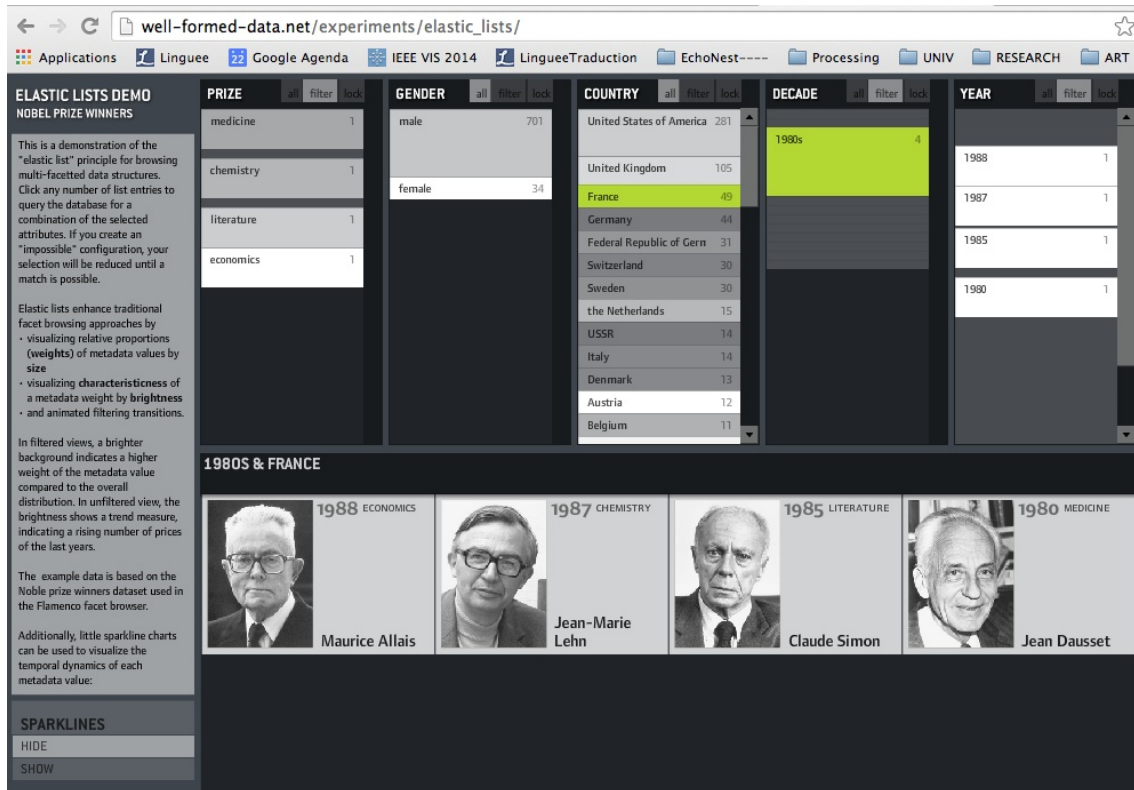 well-formed-data.net/experiments/elastic_lists/
Applications Linguee 22 Google Agenda IEEE VIS 2014 LingueeTraduction EchoNest---- Processing UNIV RESEARCH ART
ELASTIC LISTS DEMO
NOBEL PRIZE WINNERS
This is a demonstration of the
"elastic list" principle for browsing
multi-facetted data structures.
Click any number of list entries to
query the database for a
combination of the selected
attributes. If you create an
"impossible" configuration, your
selection will be reduced until a
match is possible.
Elastic lists enhance traditional
facet browsing approaches by
· visualizing relative proportions
(weights) of metadata values by
size
· visualizing characteristicness of
a metadata weight by brightness
· and animated filtering transitions.
In filtered views, a brighter
background indicates a higher
weight of the metadata value
compared to the overall
distribution. In unfiltered view, the
brightness shows a trend measure,
indicating a rising number of prizes
of the last years.
The example data is based on the
Noble prize winners dataset used in
the Flamenco facet browser.
Additionally, little sparkline charts
can be used to visualize the
temporal dynamics of each
metadata value:
SPARKLINES
HIDE
SHOW
PRIZE all filter lock
medicine 1
chemistry 1
literature 1
economics 1
GENDER all filter lock
male 701
female 34
COUNTRY all filter lock
United States of America 281
United Kingdom 105
France 49
Germany 44
Federal Republic of Gern 31
Switzerland 30
Sweden 30
the Netherlands 15
USSR 14
Italy 14
Denmark 13
Austria 12
Belgium 11
DECADE all filter lock
1980s 4
YEAR all filter lock
1988 1
1987 1
1985 1
1980 1
1980S & FRANCE
1988 ECONOMICS
Maurice Allais
1987 CHEMISTRY
Jean-Marie
Lehn
1985 LITERATURE
Claude Simon
1980 MEDICINE
Jean Dausset